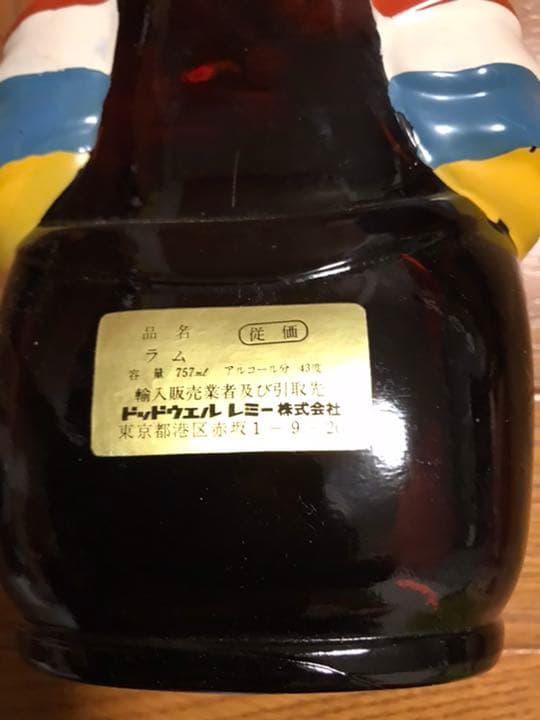 品名 従価
ラム
容量 757ml アルコール分 43度
輸入販売業者及び引取先
ドッドウエル レミー株式会社
東京都港区赤坂1-9-20